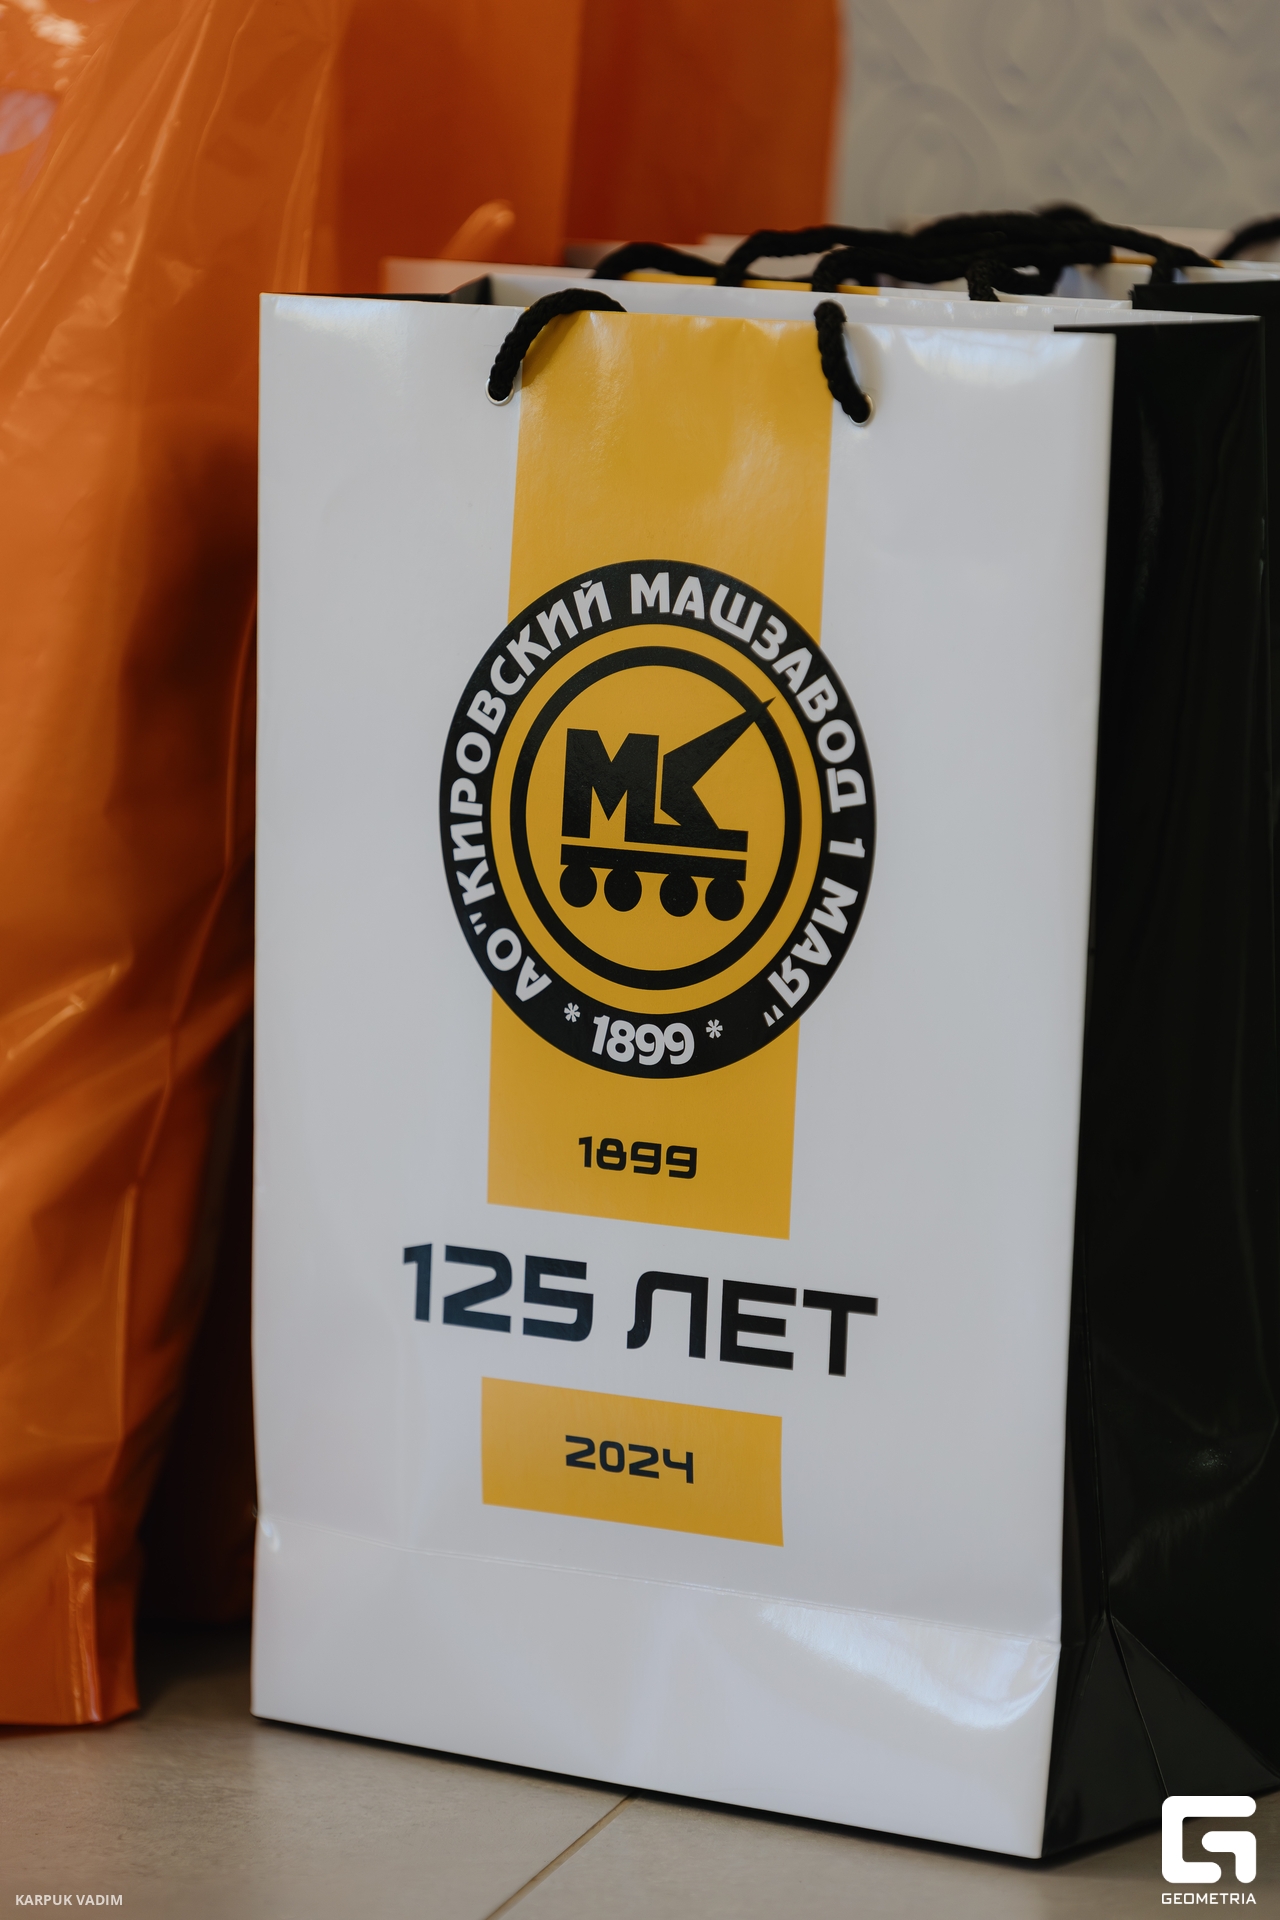 АО "КИРОВСКИЙ МАШЗАВОД 1 МАЯ"
МК
* 1899 *
1899
125 ЛЕТ
2024
KARPUK VADIM
GEOMETRIA